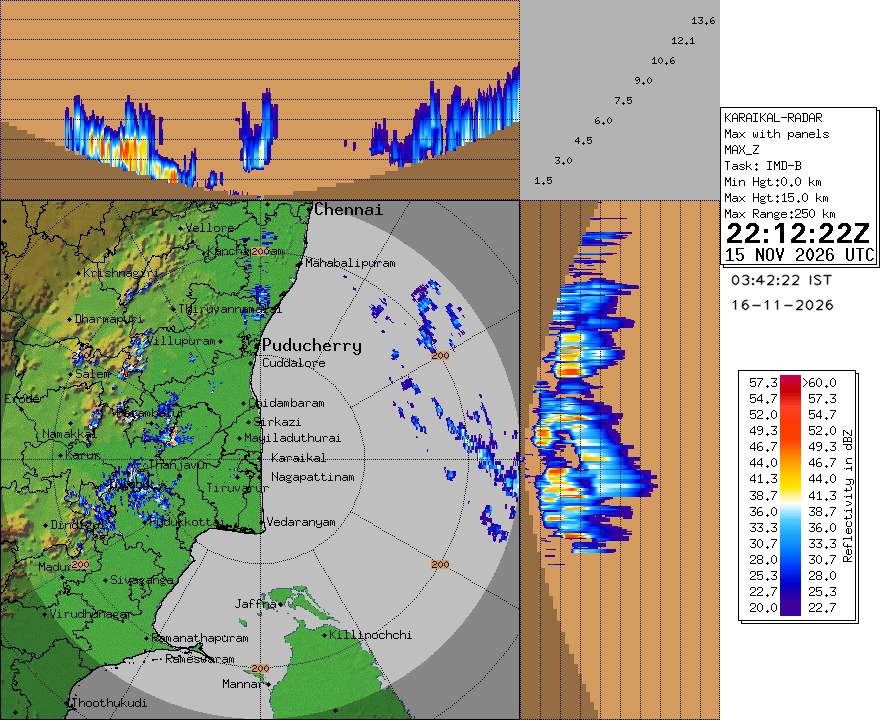 13.6
12.1
10.6
9.0
7.5
6.0
4.5
3.0
1.5
KARAIKAL-RADAR
Max with panels
MAX_Z
Task: IMD-B
Min Hgt:0.0 km
Max Hgt:15.0 km
Max Range:250 km
22:12:22Z
15 NOV 2026 UTC
03:42:22 IST
16-11-2026
Chennai
Vellore
200
Mahabalipuram
Krishnagiri
Thiruvannamalai
Dharmapuri
Villupuram
Puducherry
200
Cuddalore
Salem
Chidambaram
Sirkazi
Namakkal
Mayiladuthurai
Karur
Karaikal
Thanjavur
Nagapattinam
Tiruvarur
Pudukkottai
Vedaranyam
200
200
Sivaganga
Jaffna
Virudhunagar
Killinochchi
Ramanathapuram
Rameswaram
200
Mannar
Thoothukudi
57.3 >60.0
54.7 57.3
52.0 54.7
49.3 52.0
46.7 49.3
44.0 46.7
41.3 44.0
38.7 41.3
36.0 38.7
33.3 36.0
30.7 33.3
28.0 30.7
25.3 28.0
22.7 25.3
20.0 22.7
Reflectivity in dBZ